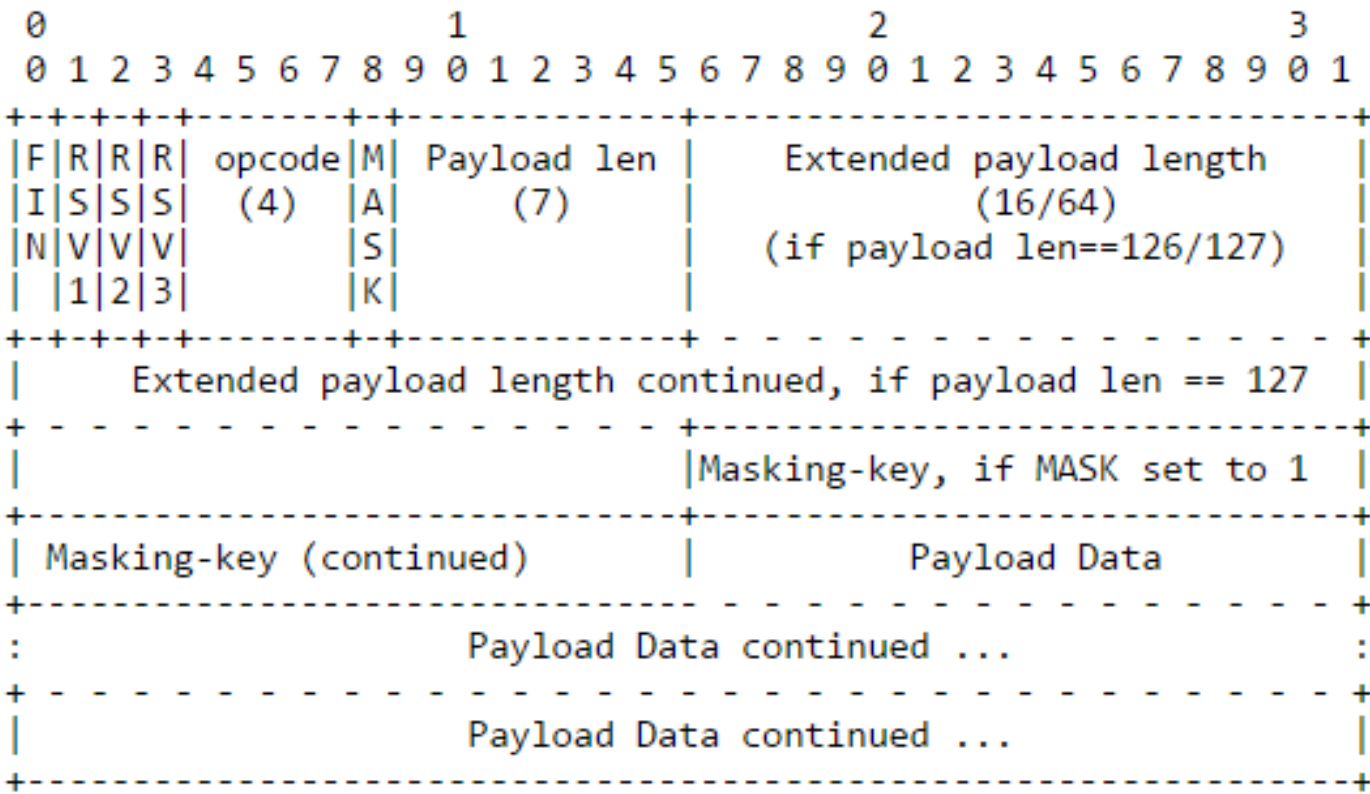 0                   1                   2                   3
 0 1 2 3 4 5 6 7 8 9 0 1 2 3 4 5 6 7 8 9 0 1 2 3 4 5 6 7 8 9 0 1
+-+-+-+-+-------+-+-------------+-------------------------------+
|F|R|R|R| opcode|M| Payload len |    Extended payload length    |
|I|S|S|S|  (4)  |A|     (7)     |             (16/64)           |
|N|V|V|V|       |S|             |   (if payload len==126/127)   |
| |1|2|3|       |K|             |                               |
+-+-+-+-+-------+-+-------------+ - - - - - - - - - - - - - - - +
|     Extended payload length continued, if payload len == 127  |
+ - - - - - - - - - - - - - - - +-------------------------------+
|                               |Masking-key, if MASK set to 1  |
+-------------------------------+-------------------------------+
| Masking-key (continued)       |          Payload Data         |
+-------------------------------- - - - - - - - - - - - - - - - +
:                     Payload Data continued ...                :
+ - - - - - - - - - - - - - - - - - - - - - - - - - - - - - - - +
|                     Payload Data continued ...                |
+---------------------------------------------------------------+